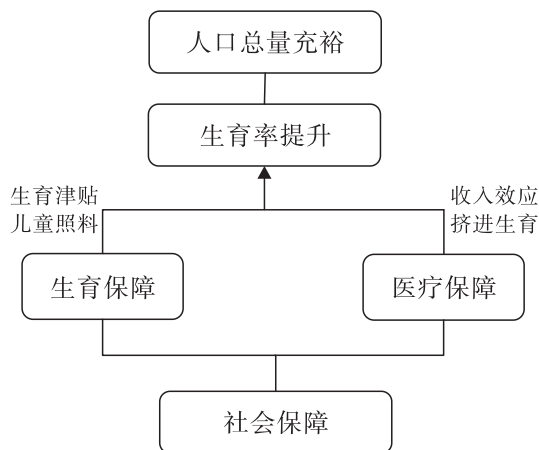 人口总量充裕
生育率提升
生育津贴
儿童照料
收入效应
挤进生育
生育保障
医疗保障
社会保障